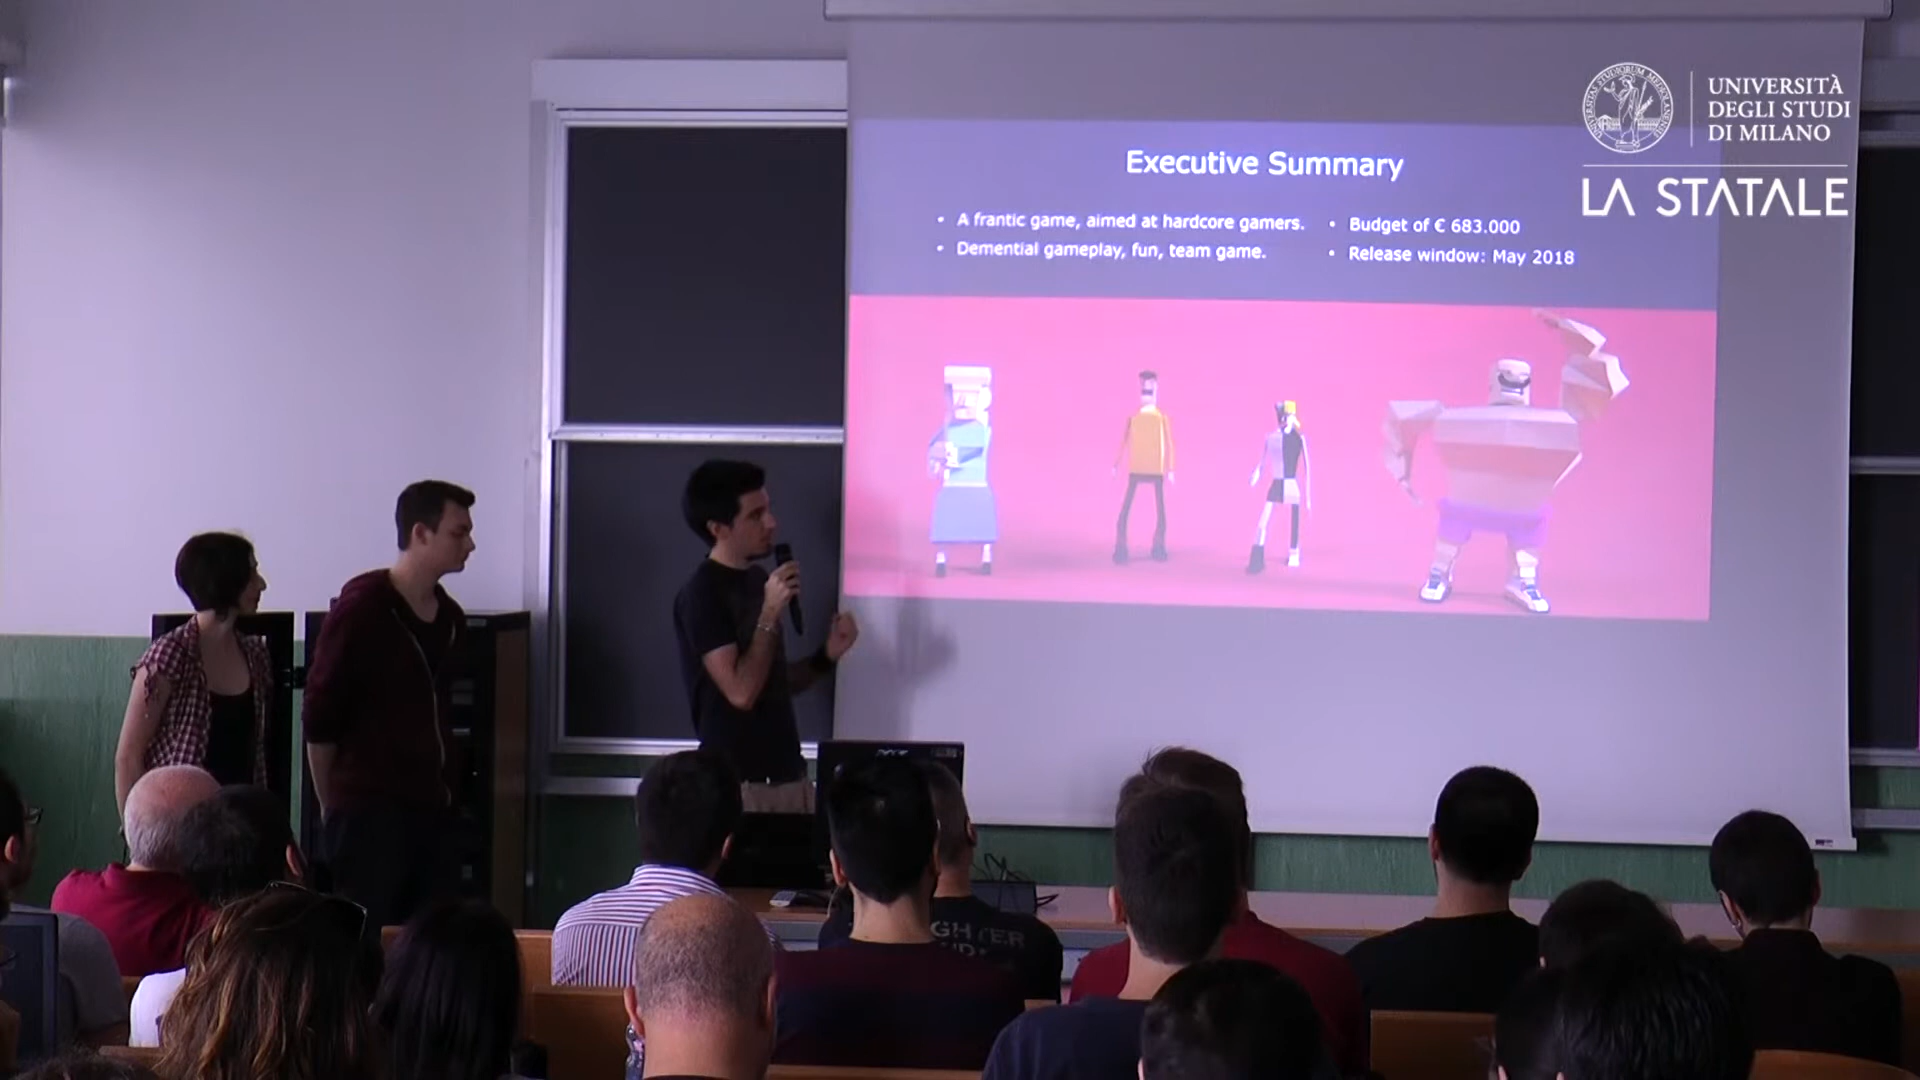 UNIVERSITÀ
DEGLI STUDI
DI MILANO
LA STATALE
Executive Summary
• A frantic game, aimed at hardcore gamers.
• Demential gameplay, fun, team game.
• Budget of € 683.000
• Release window: May 2018
acer